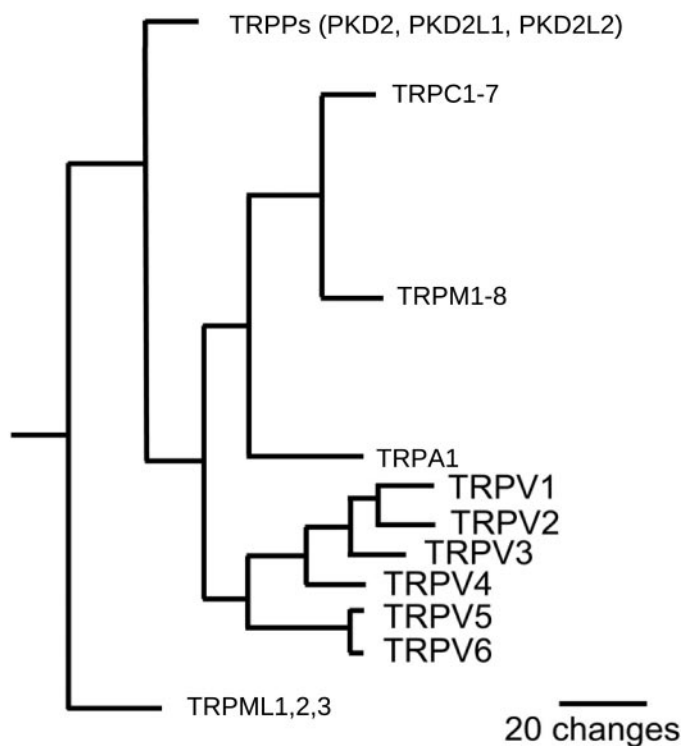 TRPPs (PKD2, PKD2L1, PKD2L2)
TRPC1-7
TRPM1-8
TRPA1
TRPV1
TRPV2
TRPV3
TRPV4
TRPV5
TRPV6
TRPML1,2,3
20 changes